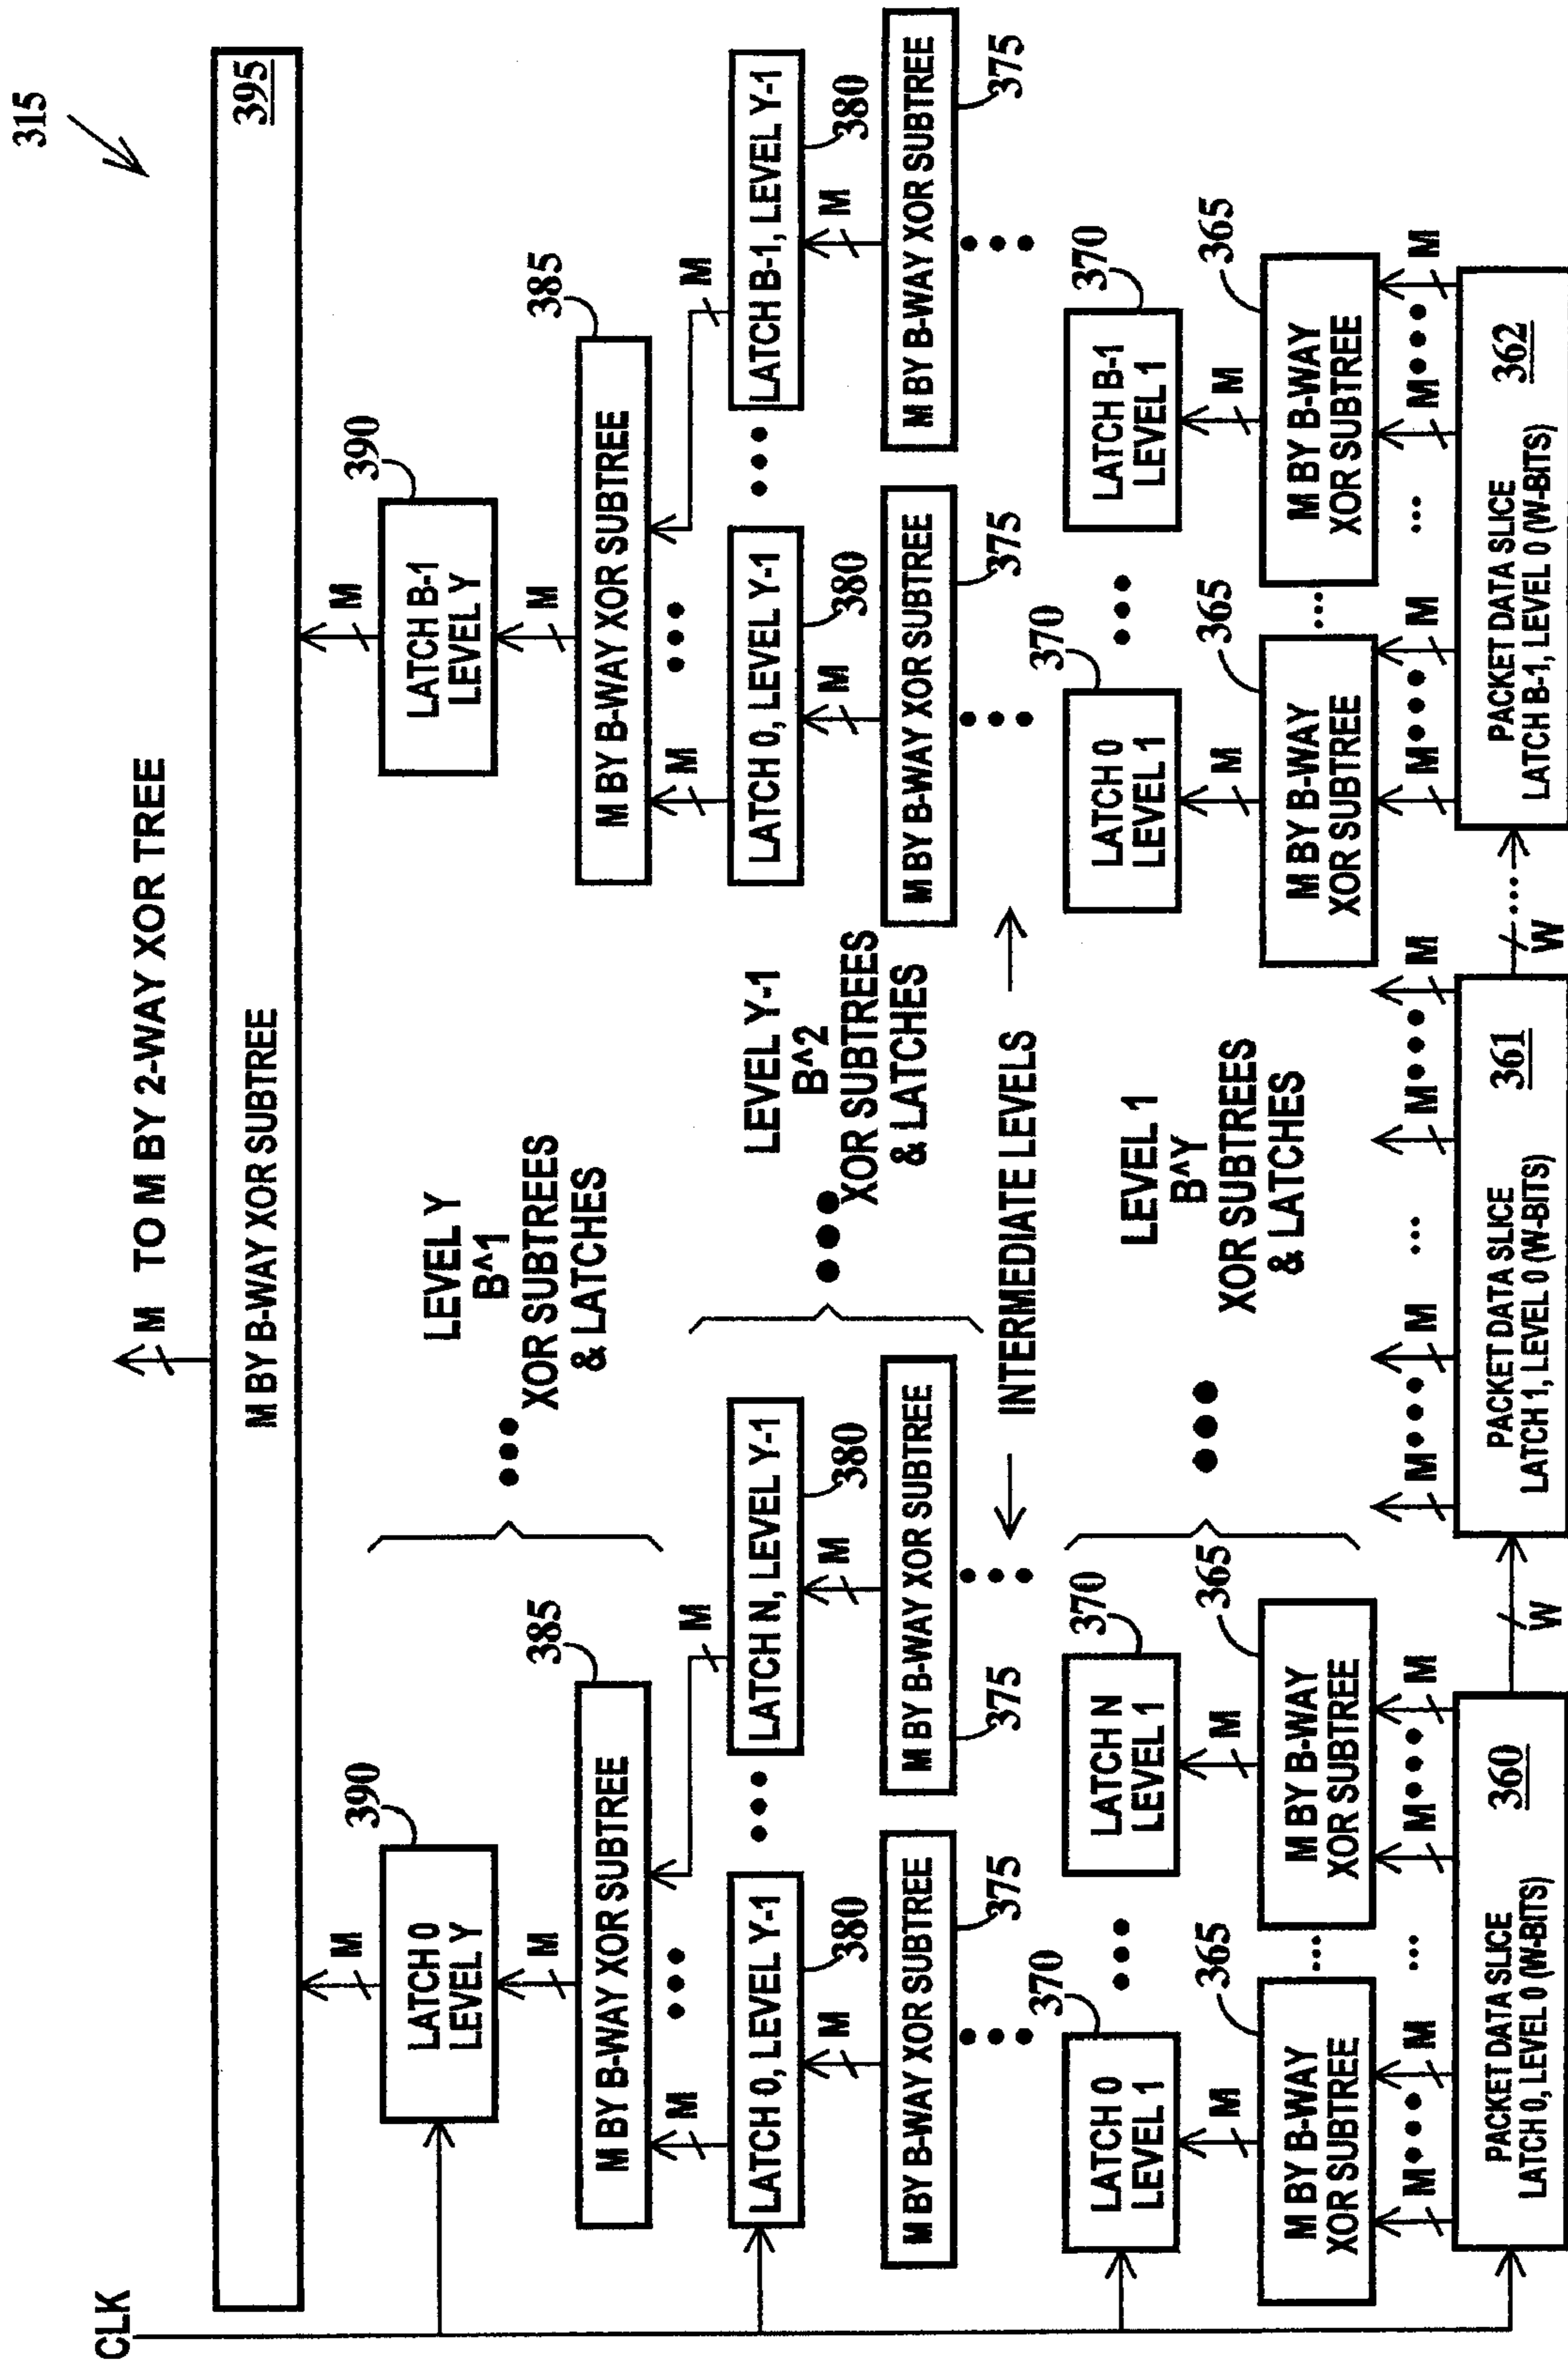 315
CLK
M TO M BY 2-WAY XOR TREE
M BY B-WAY XOR SUBTREE
395
M
M
LATCH 0
LEVEL Y
390
LEVEL Y
B^1
XOR SUBTREES
& LATCHES
LATCH B-1
LEVEL Y
390
M
M
M BY B-WAY XOR SUBTREE
385
M BY B-WAY XOR SUBTREE
385
M
M
M
M
LATCH 0, LEVEL Y-1
380
LATCH N, LEVEL Y-1
380
LEVEL Y-1
B^2
XOR SUBTREES
& LATCHES
LATCH 0, LEVEL Y-1
380
LATCH B-1, LEVEL Y-1
380
M
M
M
M
M BY B-WAY XOR SUBTREE
375
M BY B-WAY XOR SUBTREE
375
M BY B-WAY XOR SUBTREE
375
M BY B-WAY XOR SUBTREE
375
INTERMEDIATE LEVELS
LATCH 0
LEVEL 1
370
LATCH N
LEVEL 1
370
LEVEL 1
B^Y
XOR SUBTREES
& LATCHES
LATCH 0
LEVEL 1
370
LATCH B-1
LEVEL 1
370
M
M
M
M
M BY B-WAY
XOR SUBTREE
365
M BY B-WAY
XOR SUBTREE
365
M BY B-WAY
XOR SUBTREE
365
M BY B-WAY
XOR SUBTREE
365
M M ... M M
M M ... M M
M M ... M M
PACKET DATA SLICE
LATCH 0, LEVEL 0 (W-BITS)
360
W
PACKET DATA SLICE
LATCH 1, LEVEL 0 (W-BITS)
361
W
PACKET DATA SLICE
LATCH B-1, LEVEL 0 (W-BITS)
362